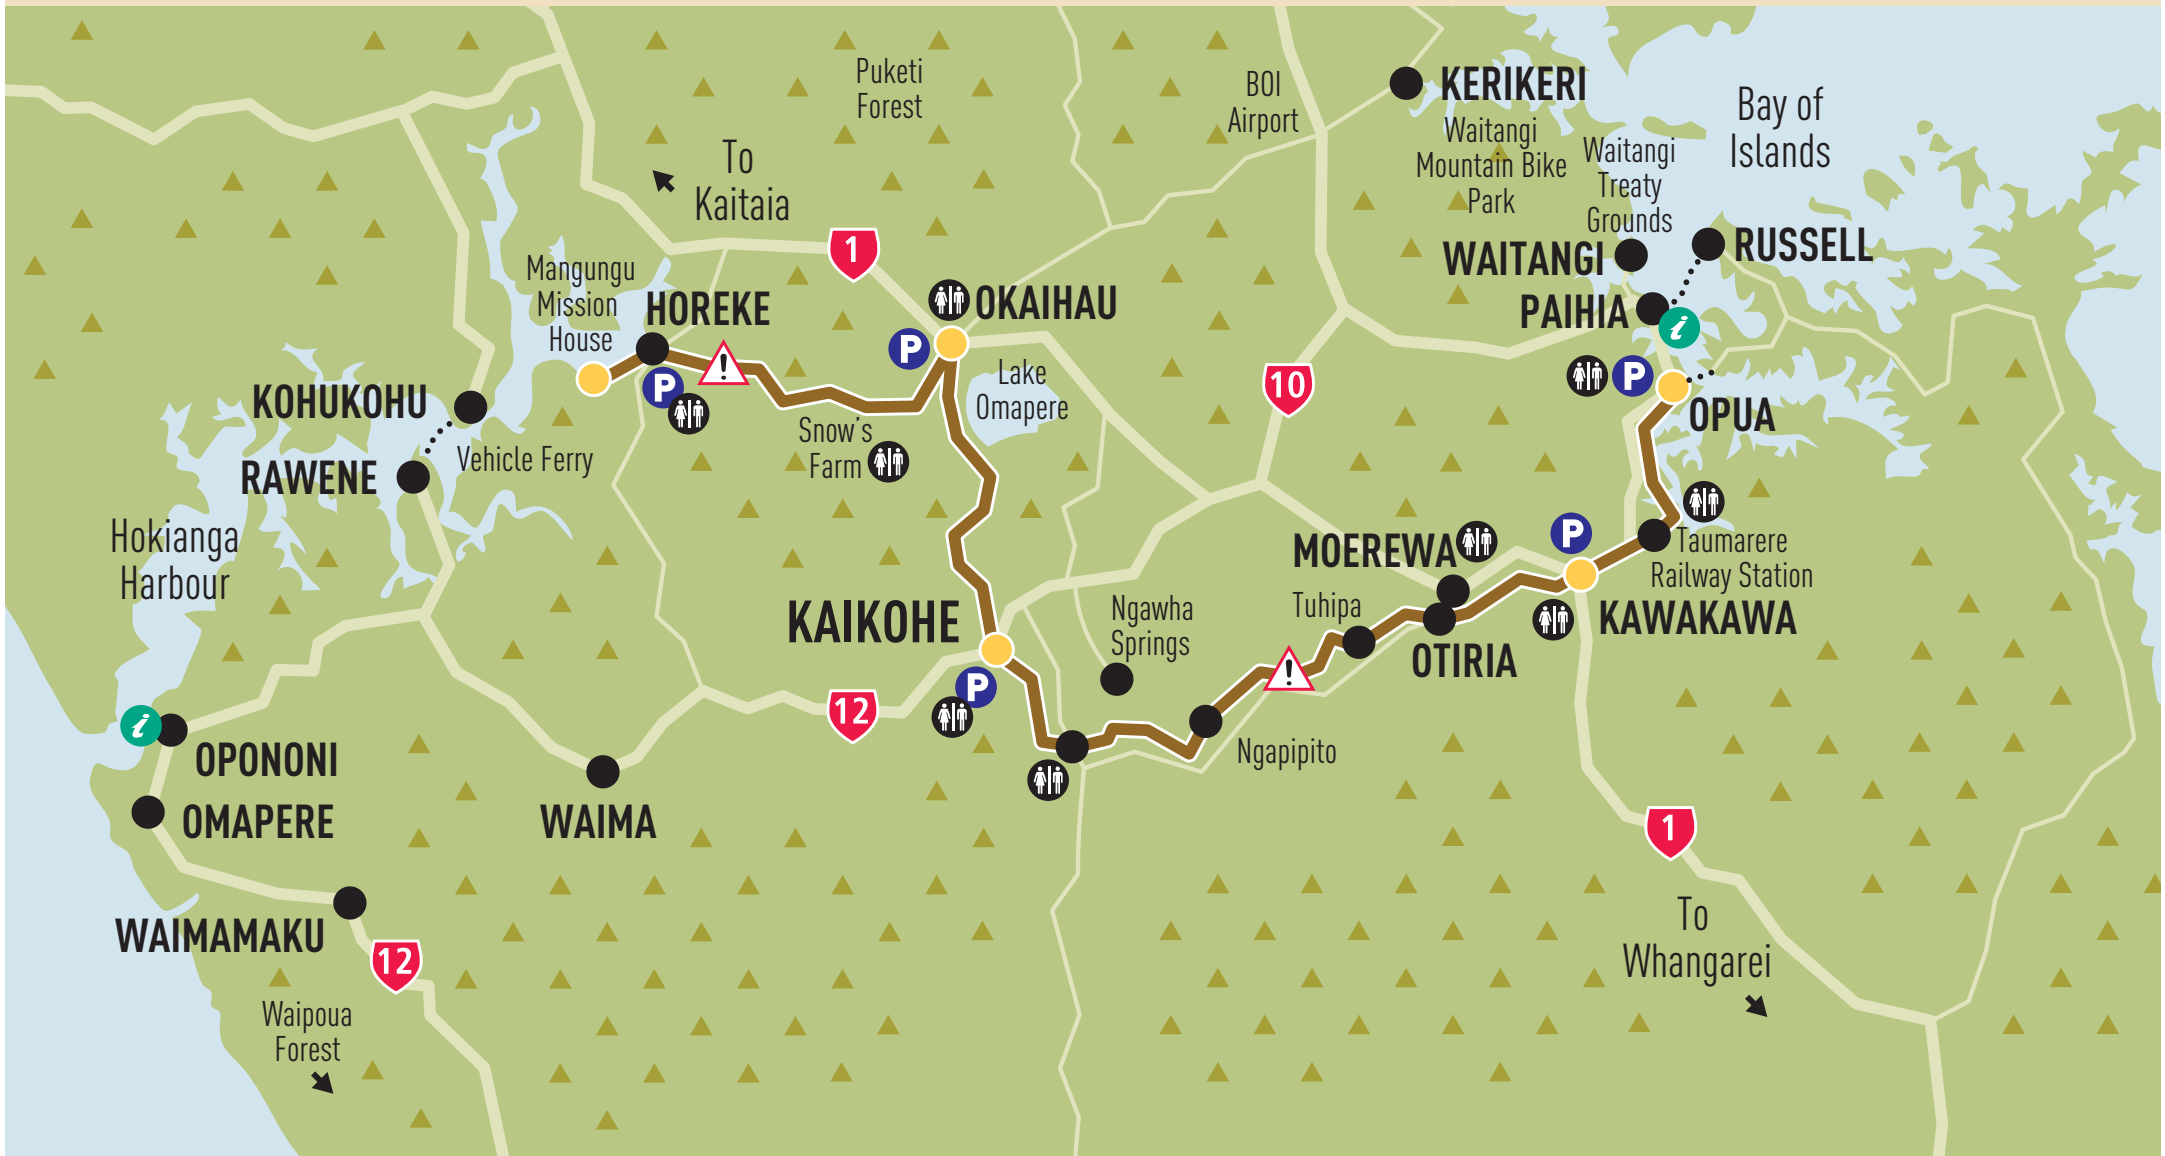 Puketi
Forest
BOI
Airport
KERIKERI
Bay of
Islands
Waitangi
Mountain Bike
Park
Waitangi
Treaty
Grounds
To
Kaitaia
1
WAITANGI
RUSSELL
PAIHIA
i
Mangungu
Mission
House
HOREKE
!
P
OKAIHAU
P
Lake
Omapere
10
P
OPUA
KOHUKOHU
RAWENE
Vehicle Ferry
Snow's
Farm
Hokianga
Harbour
MOEREWA
P
Taumarere
Railway Station
KAIKOHE
P
Ngawha
Springs
Tuhipa
KAWAKAWA
OTIRIA
!
12
Ngapipito
i
OPONONI
OMAPERE
WAIMA
1
WAIMAMAKU
12
To
Whangarei
Waipoua
Forest